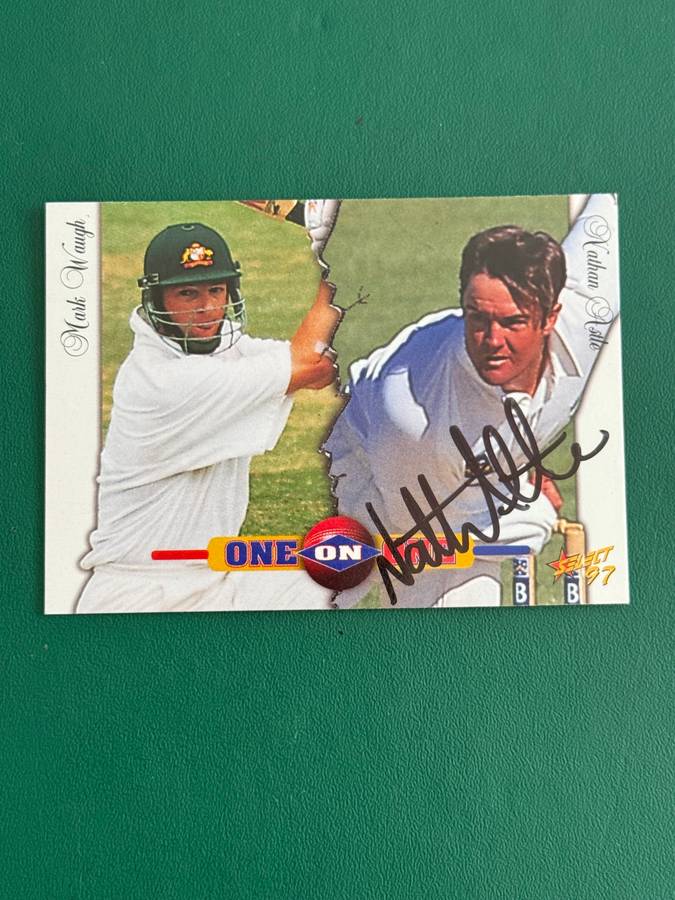 Mark Waugh
Nathan Astle
ONE ON ONE
SELECT
97
B B